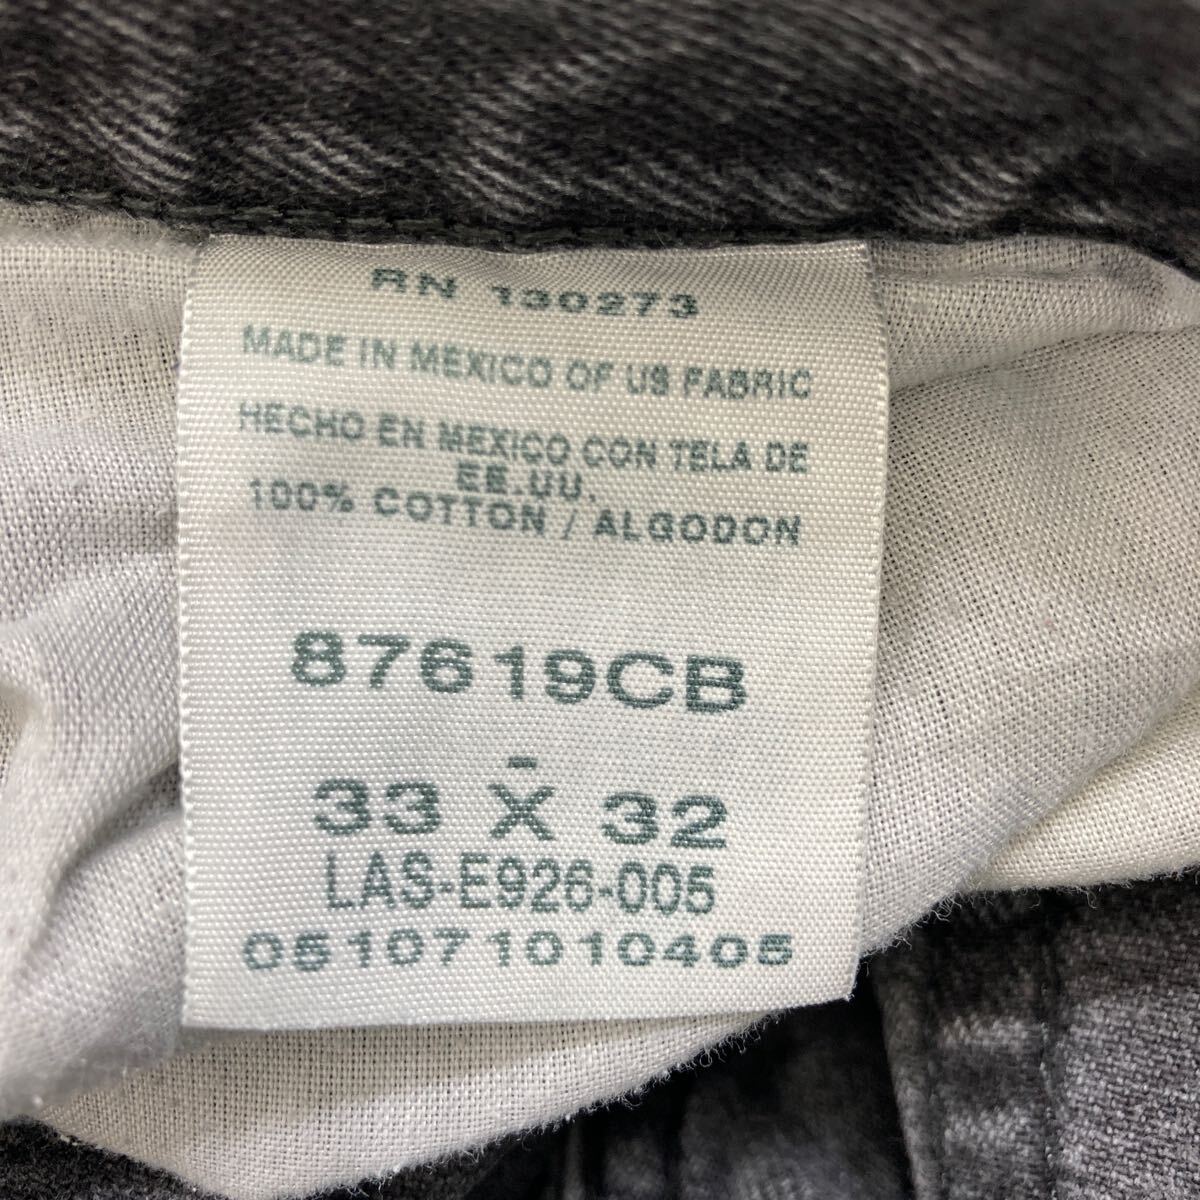 RN 130273
MADE IN MEXICO OF US FABRIC
HECHO EN MEXICO CON TELA DE
EE.UU.
100% COTTON / ALGODON
87619CB
-
33 X 32
LAS-E926-005
051071010405